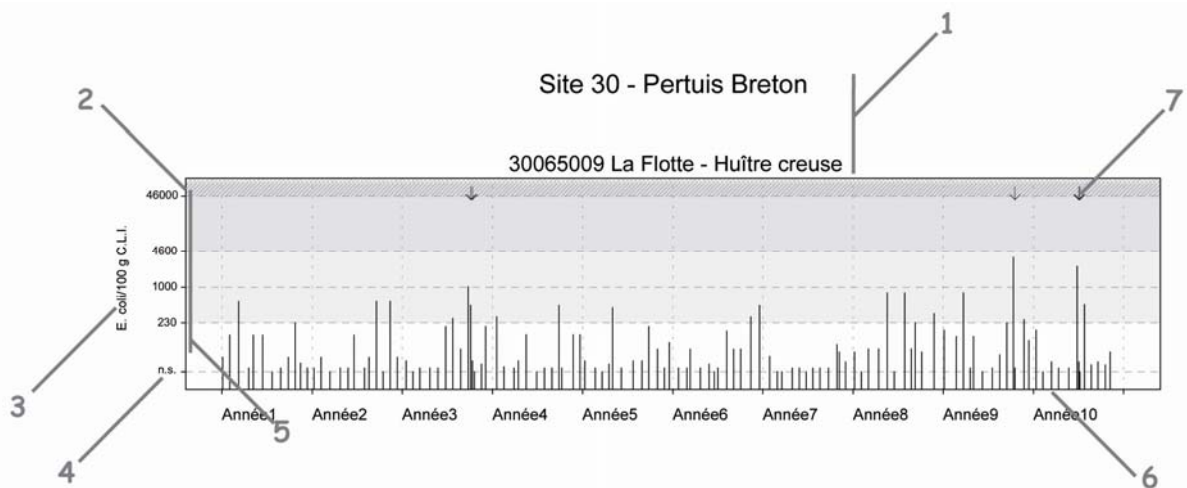 1
Site 30 - Pertuis Breton
2
7
30065009 La Flotte - Huître creuse
46000
4600
E. coli/100 g C.L.I.
1000
230
3
n.s.
Année1 Année2 Année3 Année4 Année5 Année6 Année7 Année8 Année9 Année10
5
4
6